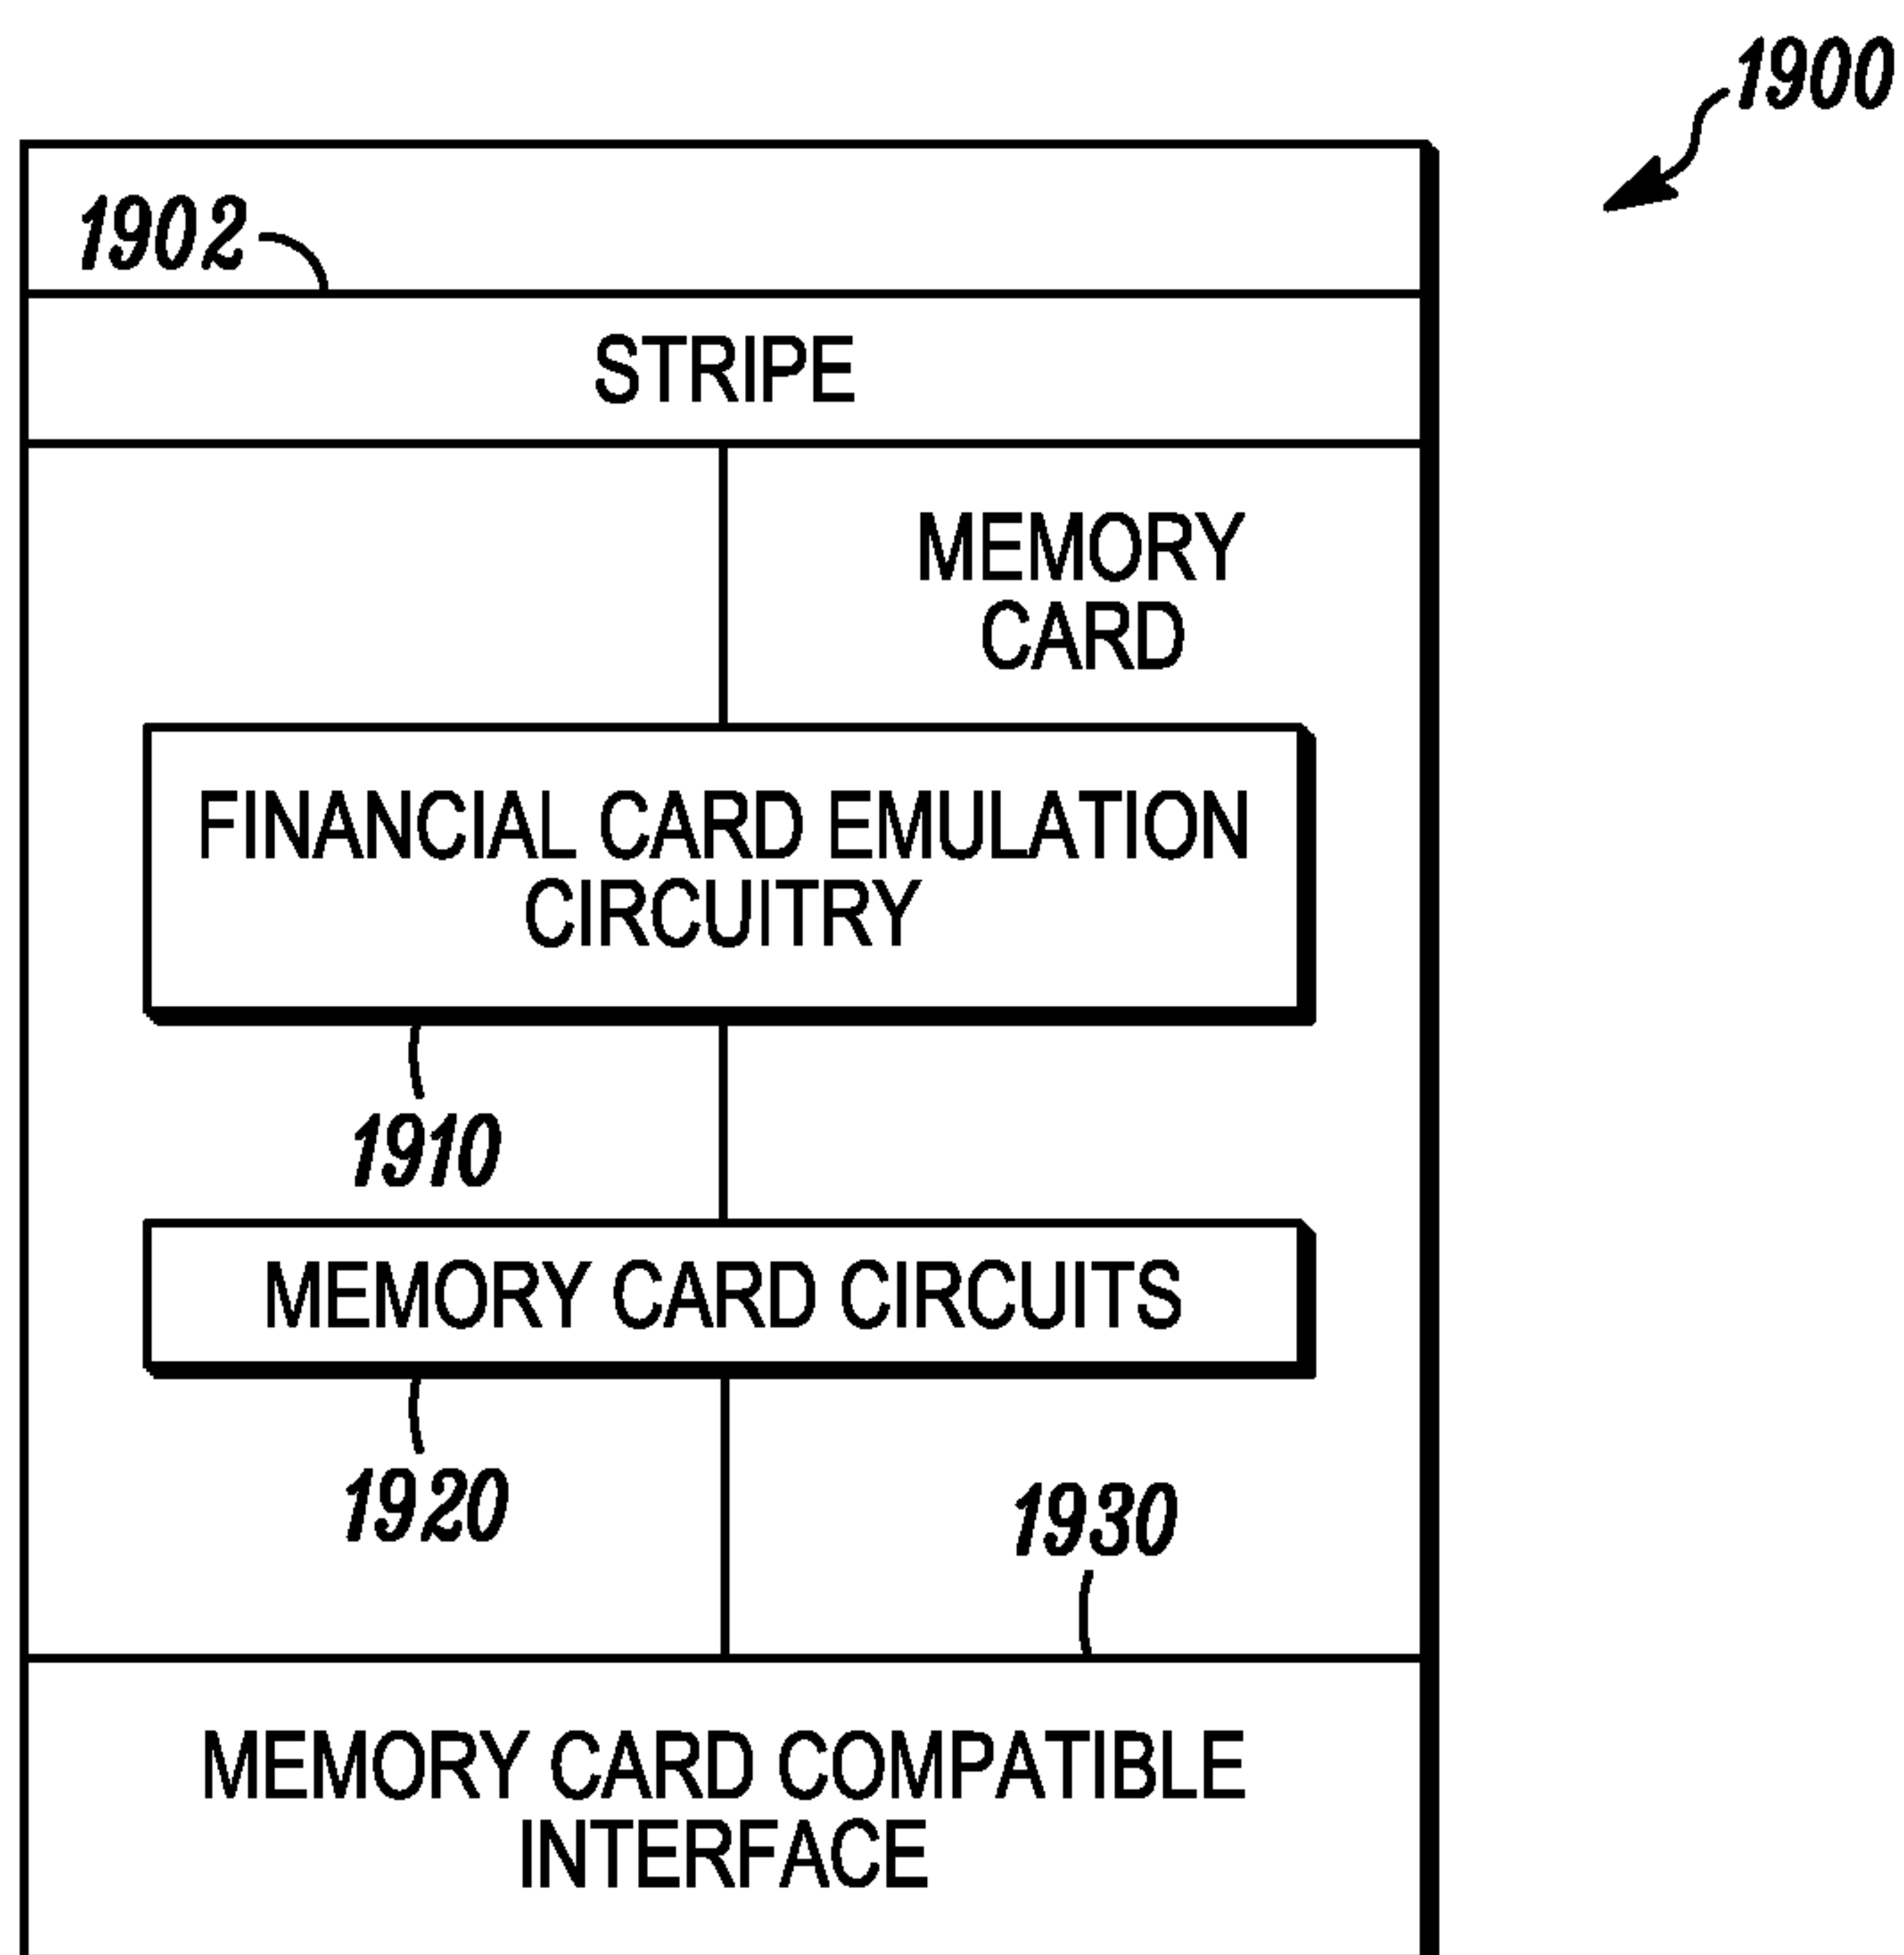 1900
1902
STRIPE
MEMORY
CARD
FINANCIAL CARD EMULATION
CIRCUITRY
1910
MEMORY CARD CIRCUITS
1920
1930
MEMORY CARD COMPATIBLE
INTERFACE